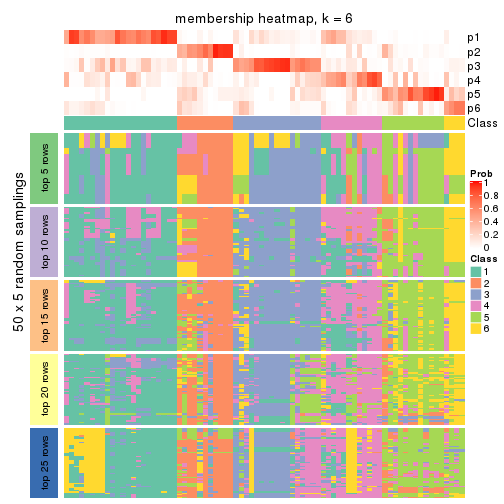 membership heatmap, k = 6
p1
p2
p3
p4
p5
p6
Class
50 x 5 random samplings
top 5 rows
top 10 rows
top 15 rows
top 20 rows
top 25 rows
Prob
1
0.8
0.6
0.4
0.2
0
Class
1
2
3
4
5
6